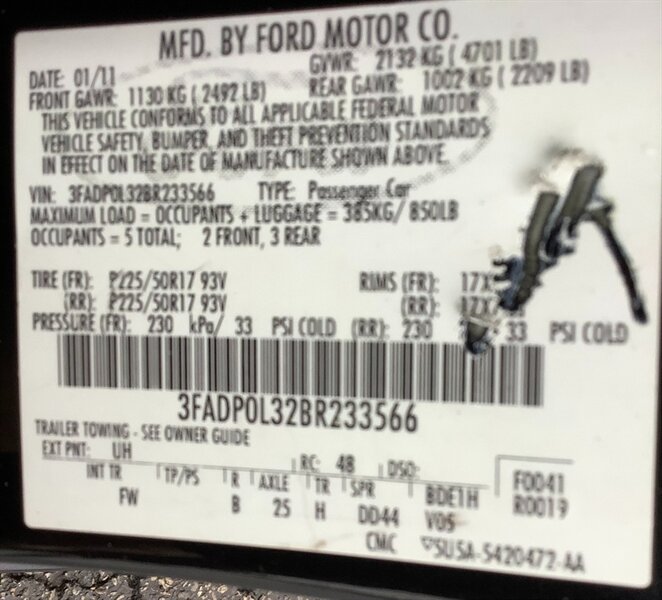 MFD. BY FORD MOTOR CO.
DATE: 01/11 GVWR: 2132 KG ( 4701 LB)
FRONT GAWR: 1130 KG ( 2492 LB) REAR GAWR: 1002 KG ( 2209 LB)
THIS VEHICLE CONFORMS TO ALL APPLICABLE FEDERAL MOTOR
VEHICLE SAFETY, BUMPER, AND THEFT PREVENTION STANDARDS
IN EFFECT ON THE DATE OF MANUFACTURE SHOWN ABOVE.
VIN: 3FADP0L32BR233566 TYPE: Passenger Car
MAXIMUM LOAD = OCCUPANTS + LUGGAGE = 385KG/ 850LB
OCCUPANTS = 5 TOTAL; 2 FRONT, 3 REAR
TIRE (FR): P225/50R17 93V RIMS (FR): 17X
(RR): P225/50R17 93V (RR): 17X
PRESSURE (FR): 230 kPa/ 33 PSI COLD (RR): 230 33 PSI COLD
3FADP0L32BR233566
TRAILER TOWING - SEE OWNER GUIDE
EXT PNT: UH RC: 48 DSO: F0041
INT TR TP/PS R AXLE TR SPR BDE1H R0019
FW B 25 H DD44 V05
CMC ▽5U5A-5420472-AA